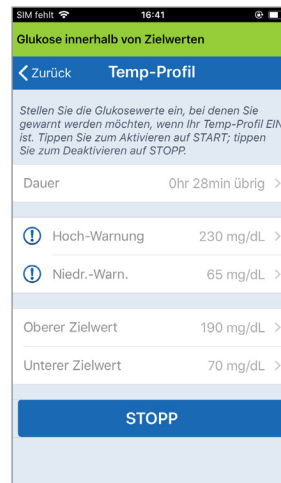 SIM fehlt 16:41
Glukose innerhalb von Zielwerten
Zurück Temp-Profil
Stellen Sie die Glukosewerte ein, bei denen Sie
gewarnt werden möchten, wenn Ihr Temp-Profil EIN
ist. Tippen Sie zum Aktivieren auf START; tippen
Sie zum Deaktivieren auf STOPP.
Dauer 0hr 28min übrig
Hoch-Warnung 230 mg/dL
Niedr.-Warn. 65 mg/dL
Oberer Zielwert 190 mg/dL
Unterer Zielwert 70 mg/dL
STOPP